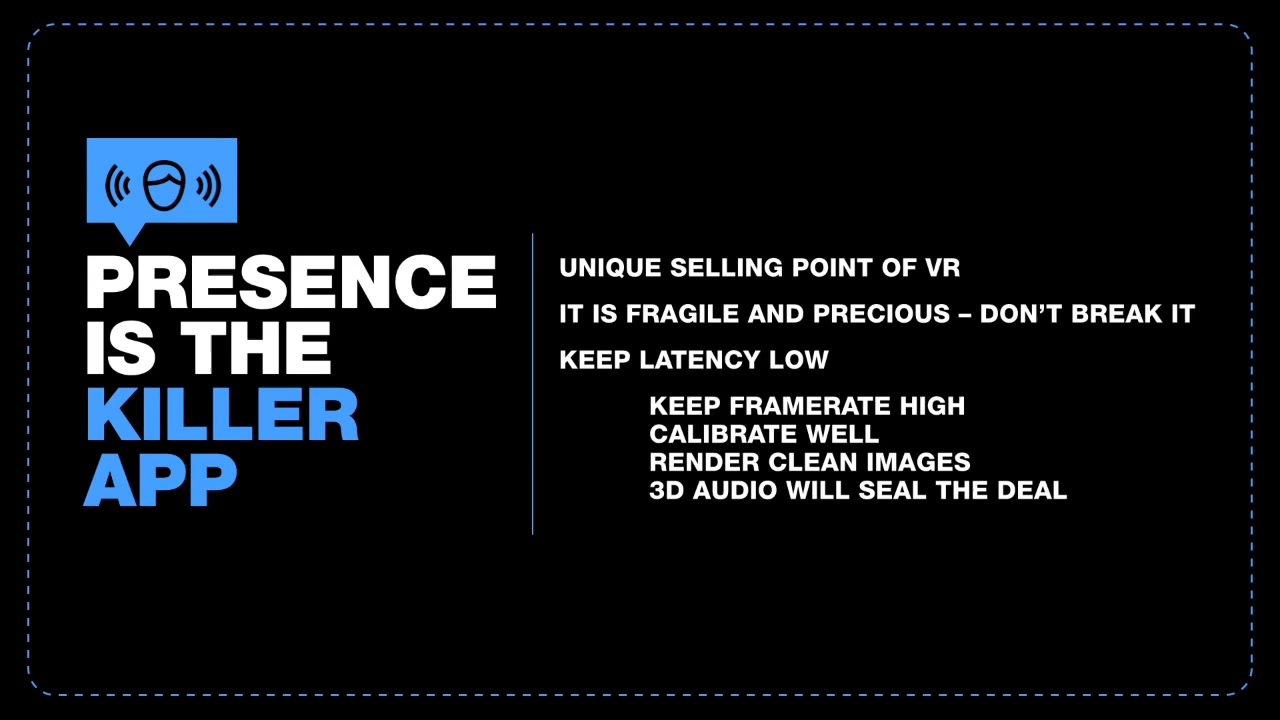 PRESENCE
IS THE
KILLER
APP
UNIQUE SELLING POINT OF VR
IT IS FRAGILE AND PRECIOUS – DON’T BREAK IT
KEEP LATENCY LOW
KEEP FRAMERATE HIGH
CALIBRATE WELL
RENDER CLEAN IMAGES
3D AUDIO WILL SEAL THE DEAL